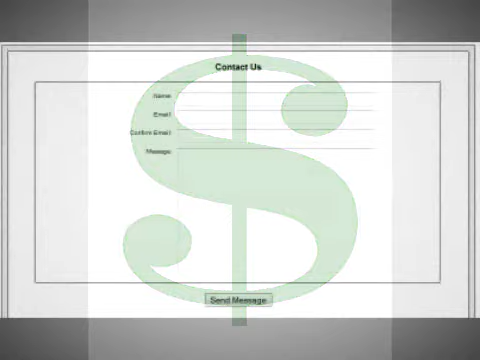 Contact Us
Name:
Email:
Confirm Email:
Message:
Send Message